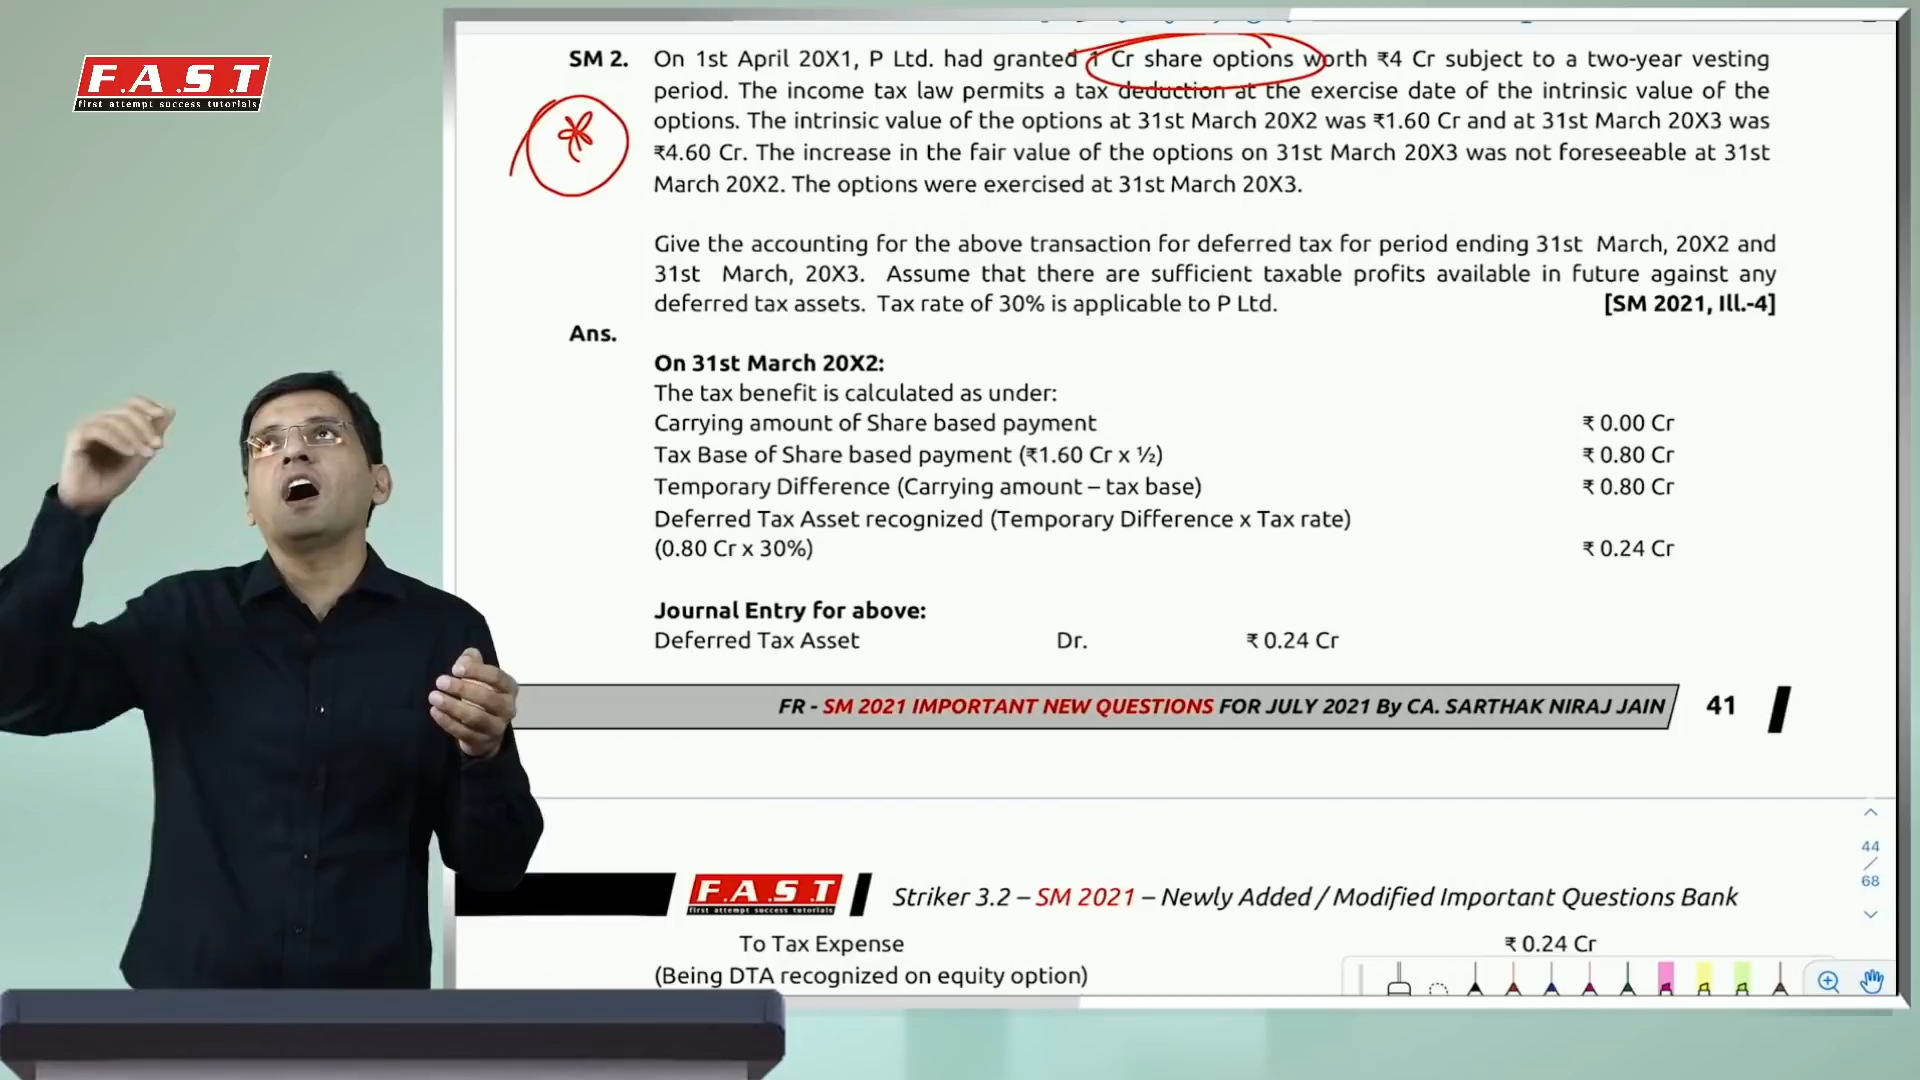 F.A.S.T
first attempt success tutorials
SM 2. On 1st April 20X1, P Ltd. had granted 1 Cr share options worth ₹4 Cr subject to a two-year vesting
period. The income tax law permits a tax deduction at the exercise date of the intrinsic value of the
options. The intrinsic value of the options at 31st March 20X2 was ₹1.60 Cr and at 31st March 20X3 was
₹4.60 Cr. The increase in the fair value of the options on 31st March 20X3 was not foreseeable at 31st
March 20X2. The options were exercised at 31st March 20X3.
Give the accounting for the above transaction for deferred tax for period ending 31st March, 20X2 and
31st March, 20X3. Assume that there are sufficient taxable profits available in future against any
deferred tax assets. Tax rate of 30% is applicable to P Ltd. [SM 2021, Ill.-4]
Ans.
On 31st March 20X2:
The tax benefit is calculated as under:
Carrying amount of Share based payment ₹ 0.00 Cr
Tax Base of Share based payment (₹1.60 Cr x ½) ₹ 0.80 Cr
Temporary Difference (Carrying amount – tax base) ₹ 0.80 Cr
Deferred Tax Asset recognized (Temporary Difference x Tax rate)
(0.80 Cr x 30%) ₹ 0.24 Cr
Journal Entry for above:
Deferred Tax Asset Dr. ₹ 0.24 Cr
FR - SM 2021 IMPORTANT NEW QUESTIONS FOR JULY 2021 By CA. SARTHAK NIRAJ JAIN 41
44
68
F.A.S.T
first attempt success tutorials
Striker 3.2 – SM 2021 – Newly Added / Modified Important Questions Bank
To Tax Expense ₹ 0.24 Cr
(Being DTA recognized on equity option)